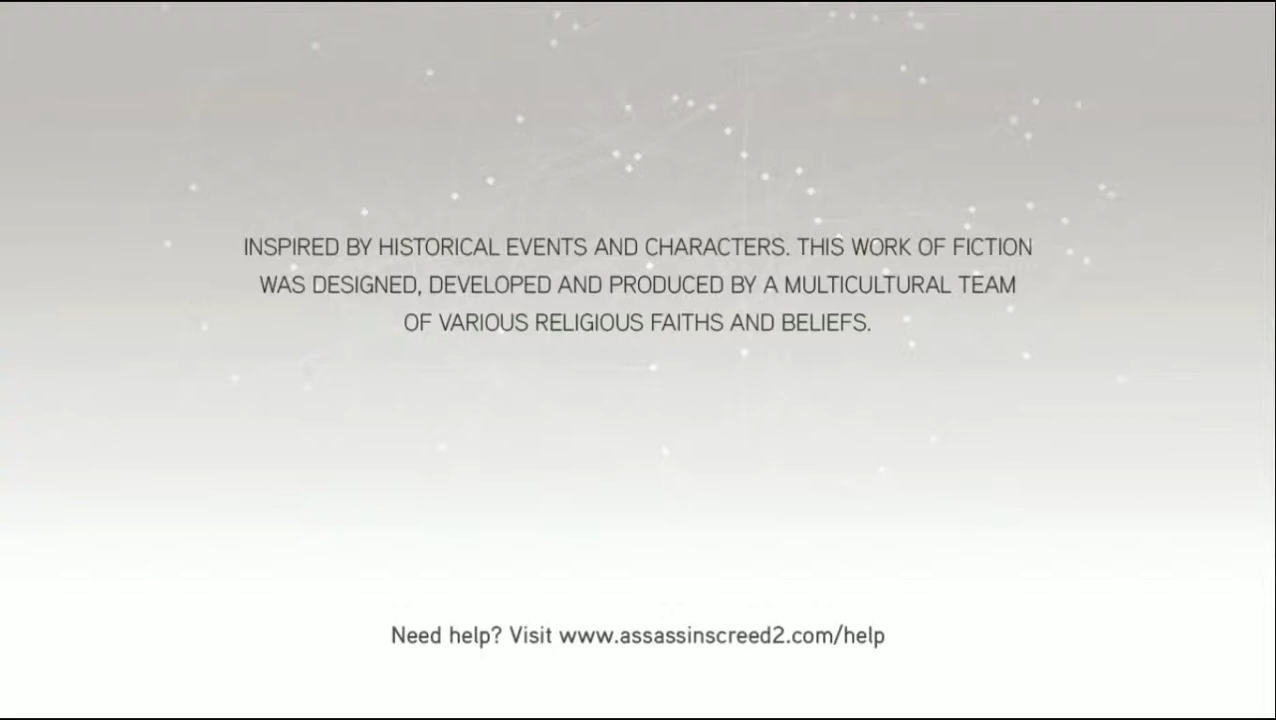 INSPIRED BY HISTORICAL EVENTS AND CHARACTERS. THIS WORK OF FICTION
WAS DESIGNED, DEVELOPED AND PRODUCED BY A MULTICULTURAL TEAM
OF VARIOUS RELIGIOUS FAITHS AND BELIEFS.
Need help? Visit www.assassinscreed2.com/help